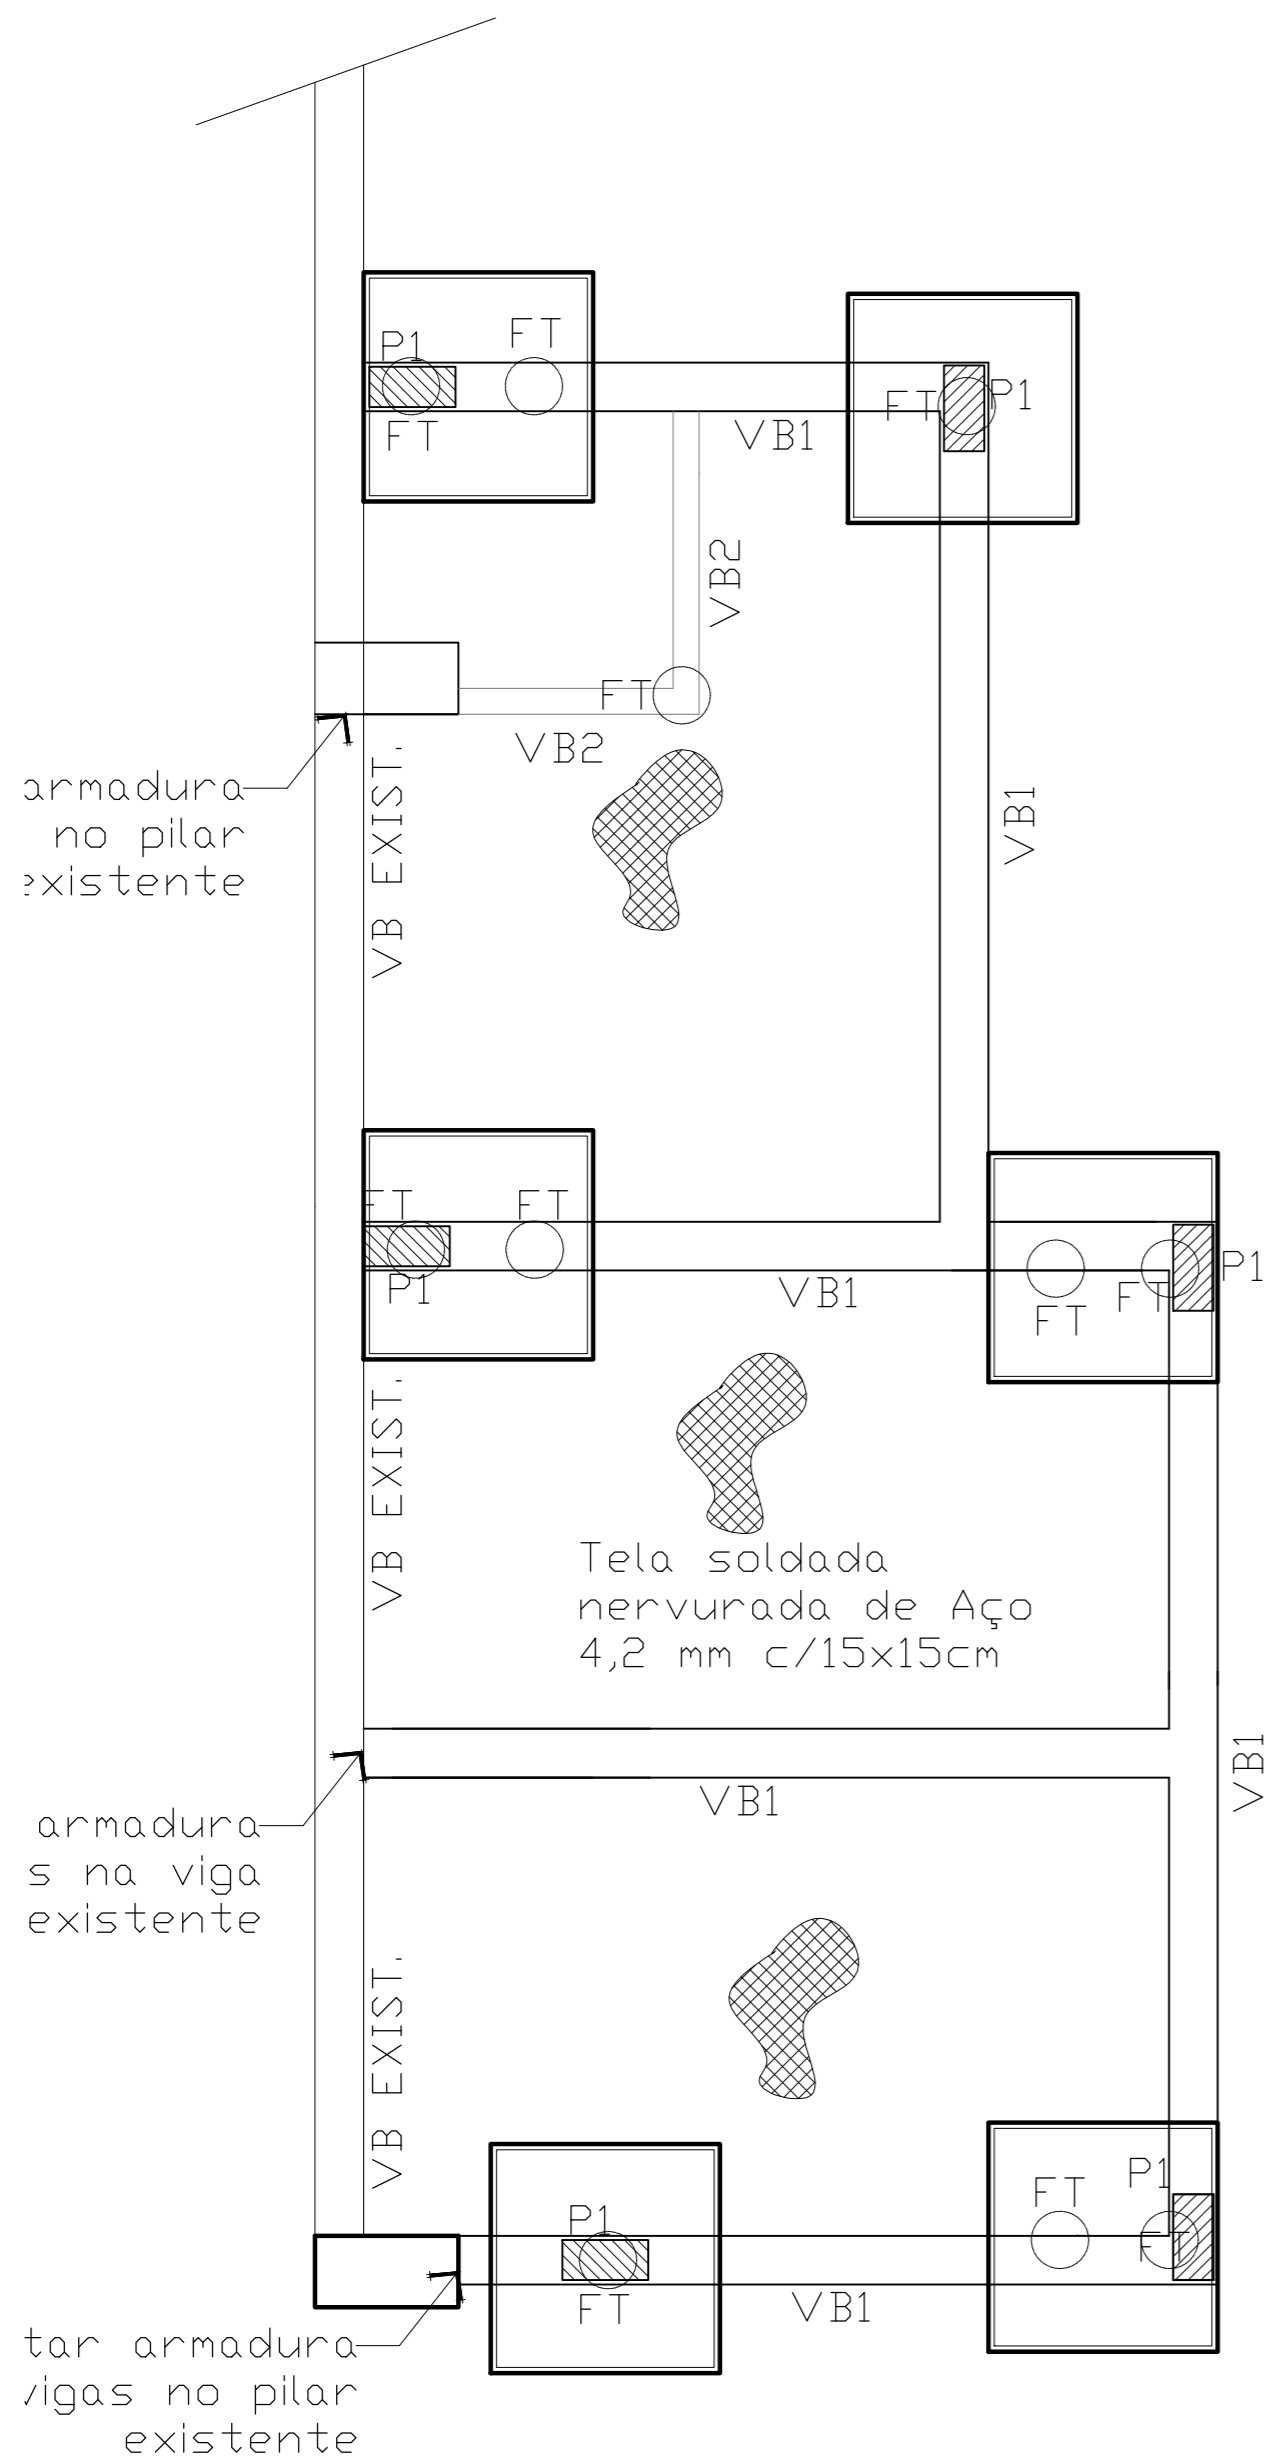 FT
P1
FT
VB1
FT
P1
VB2
FT
VB2
armadura
no pilar
existente
VB EXIST.
VB1
FT
FT
P1
VB1
FT
FT
P1
VB EXIST.
Tela soldada
nervurada de Aço
4,2 mm c/15x15cm
VB1
VB1
armadura
s na viga
existente
VB EXIST.
P1
FT
P1
FT
FT
VB1
tar armadura
vigas no pilar
existente